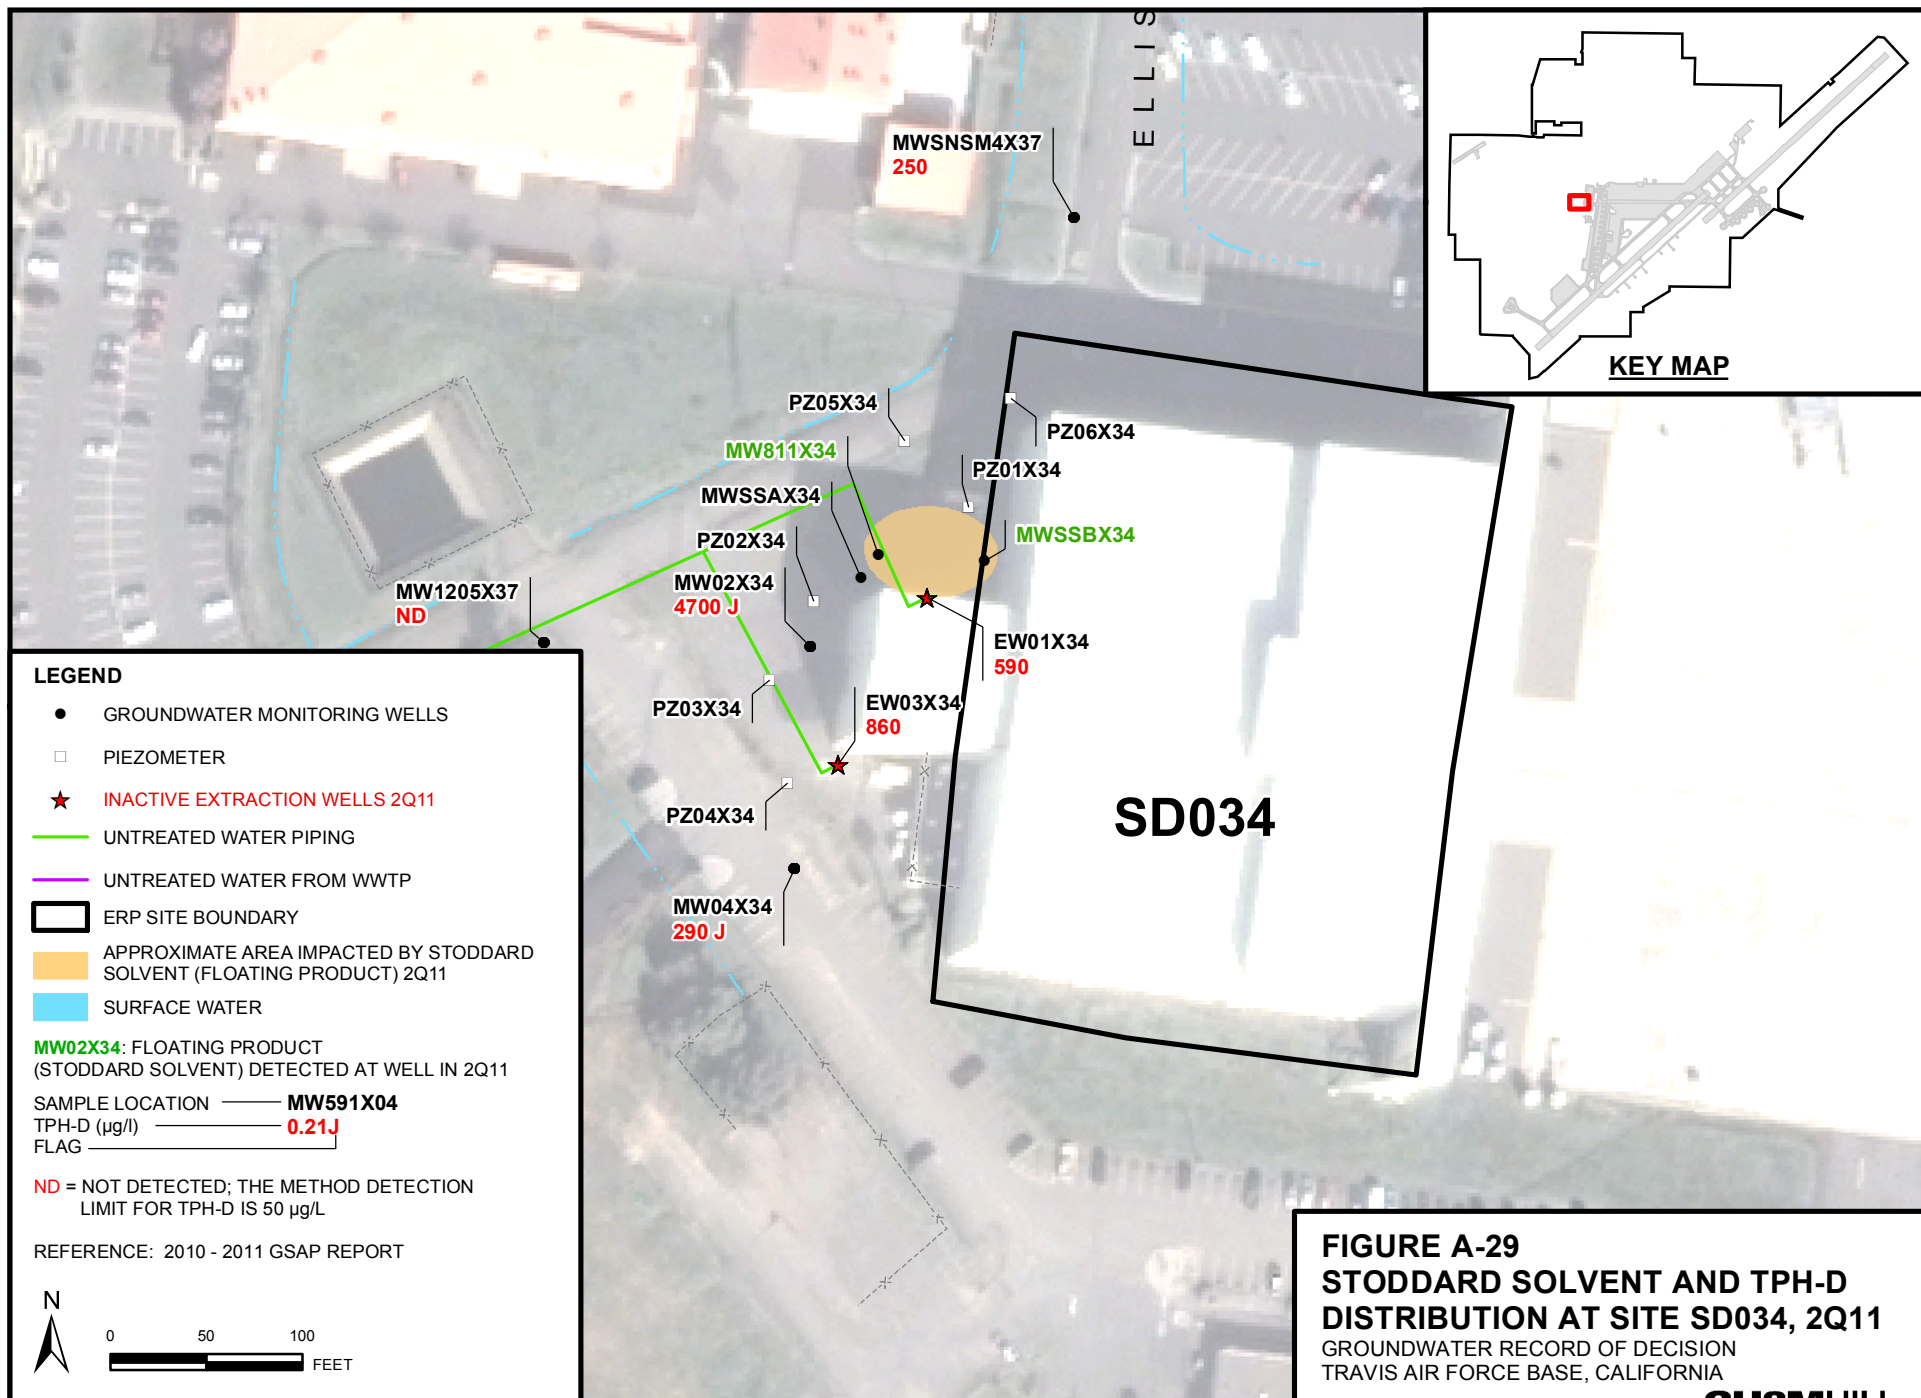 ELLIS
MWSNSM4X37
250
KEY MAP
PZ05X34
PZ06X34
MW811X34
PZ01X34
MWSSAX34
MWSSBX34
PZ02X34
MW02X34
4700 J
MW1205X37
ND
EW01X34
590
PZ03X34
EW03X34
860
PZ04X34
SD034
MW04X34
290 J
LEGEND
GROUNDWATER MONITORING WELLS
PIEZOMETER
INACTIVE EXTRACTION WELLS 2Q11
UNTREATED WATER PIPING
UNTREATED WATER FROM WWTP
ERP SITE BOUNDARY
APPROXIMATE AREA IMPACTED BY STODDARD
SOLVENT (FLOATING PRODUCT) 2Q11
SURFACE WATER
MW02X34: FLOATING PRODUCT
(STODDARD SOLVENT) DETECTED AT WELL IN 2Q11
SAMPLE LOCATION MW591X04
TPH-D (µg/l) 0.21J
FLAG
ND = NOT DETECTED; THE METHOD DETECTION
LIMIT FOR TPH-D IS 50 µg/L
REFERENCE: 2010 - 2011 GSAP REPORT
N
0 50 100
FEET
FIGURE A-29
STODDARD SOLVENT AND TPH-D
DISTRIBUTION AT SITE SD034, 2Q11
GROUNDWATER RECORD OF DECISION
TRAVIS AIR FORCE BASE, CALIFORNIA